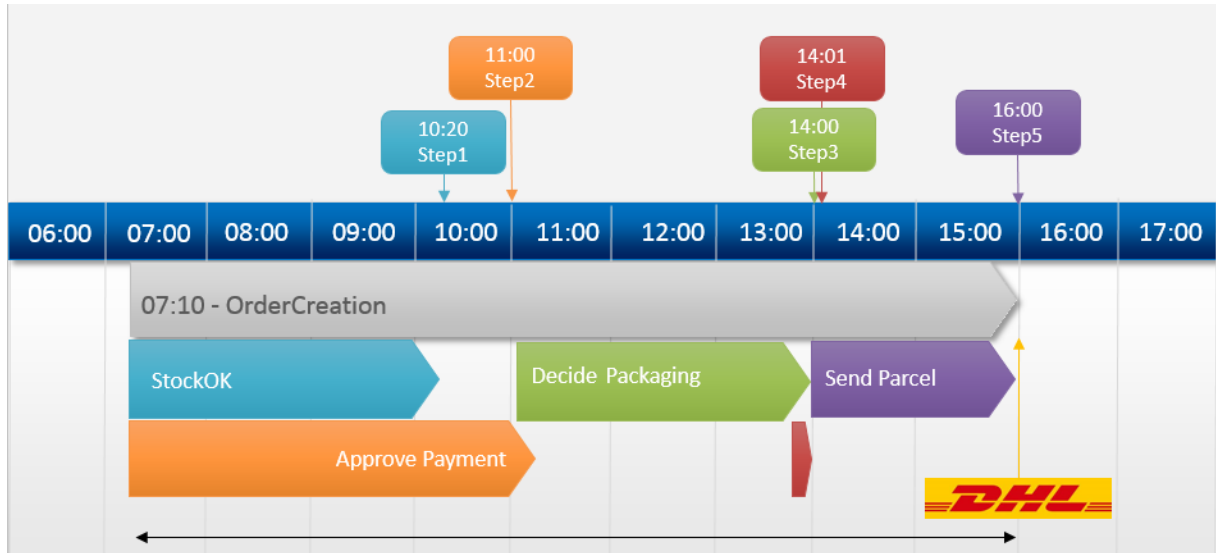 11:00
Step2
14:01
Step4
10:20
Step1
14:00
Step3
16:00
Step5
06:00 07:00 08:00 09:00 10:00 11:00 12:00 13:00 14:00 15:00 16:00 17:00
07:10 - OrderCreation
StockOK
Decide Packaging
Send Parcel
Approve Payment
DHL